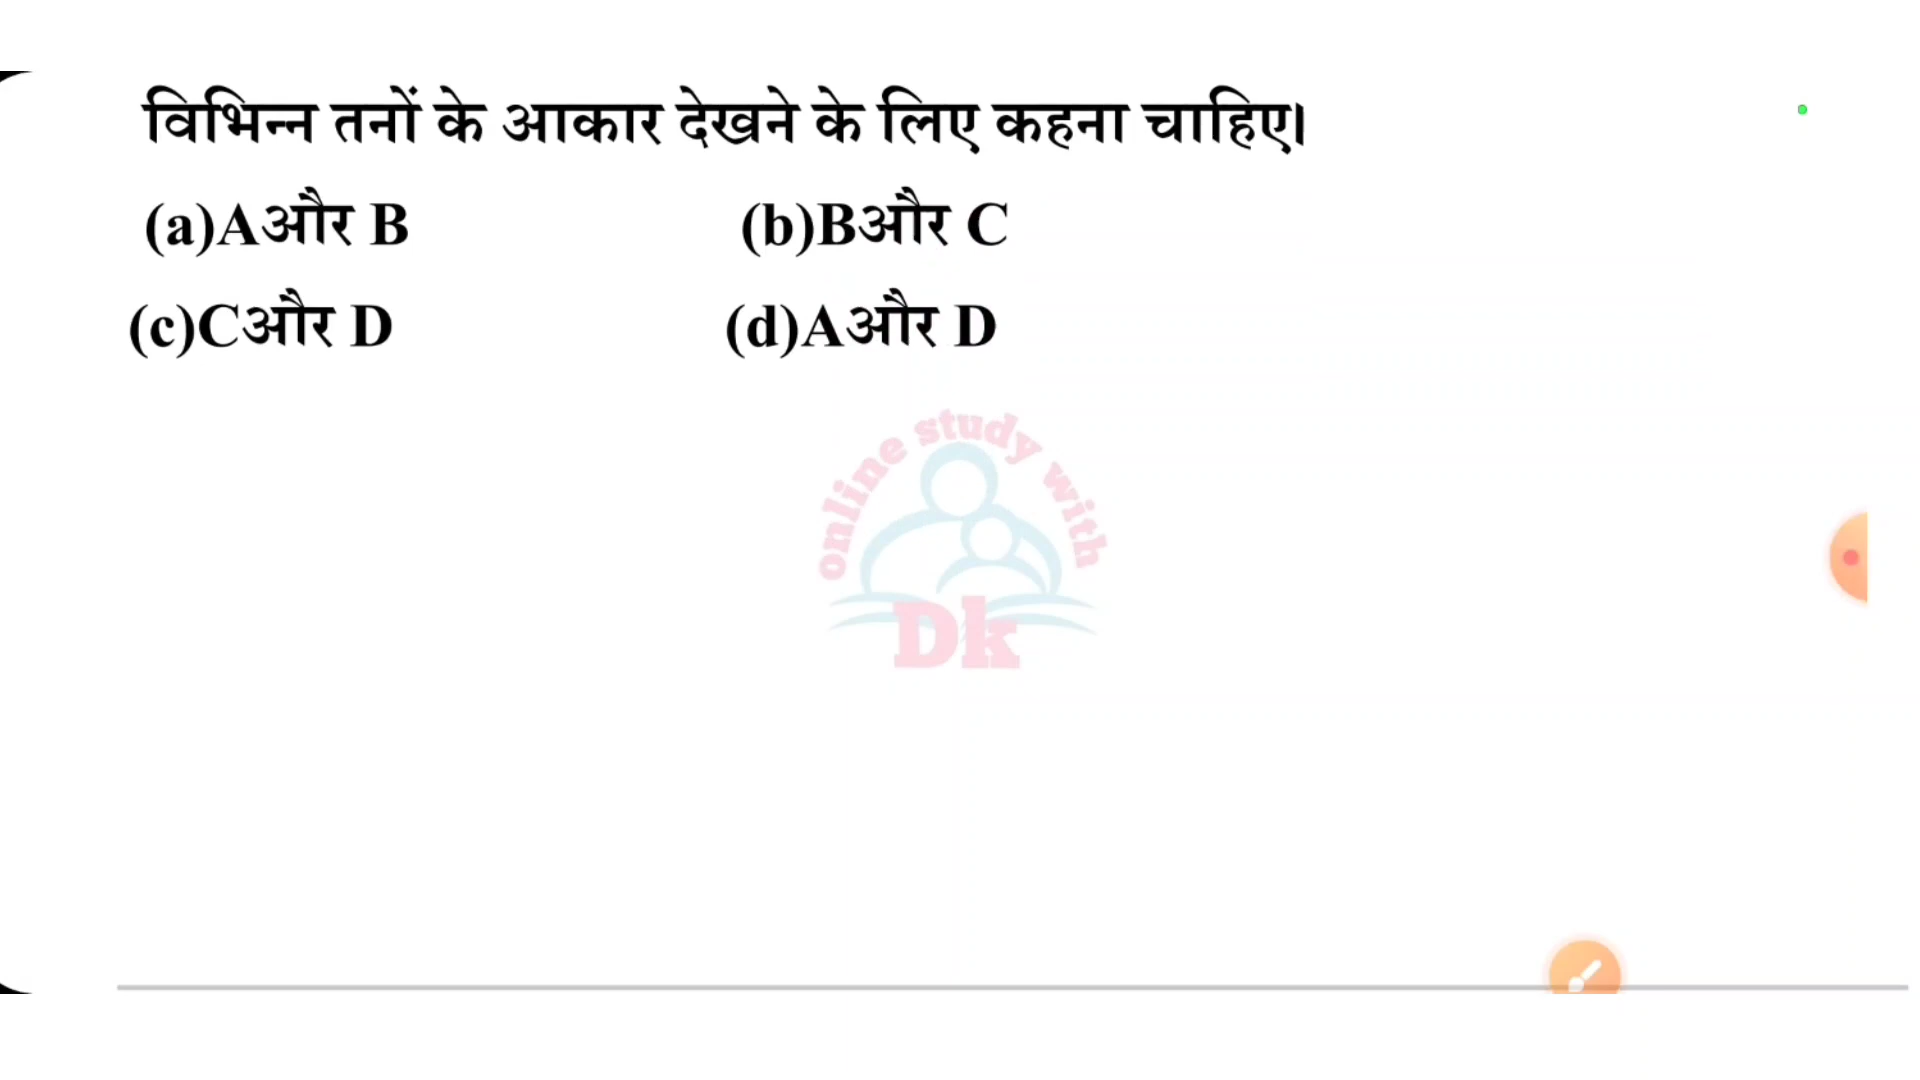 विभिन्न तनों के आकार देखने के लिए कहना चाहिए।
(a)Aऔर B (b)Bऔर C
(c)Cऔर D (d)Aऔर D
online study with
Dk